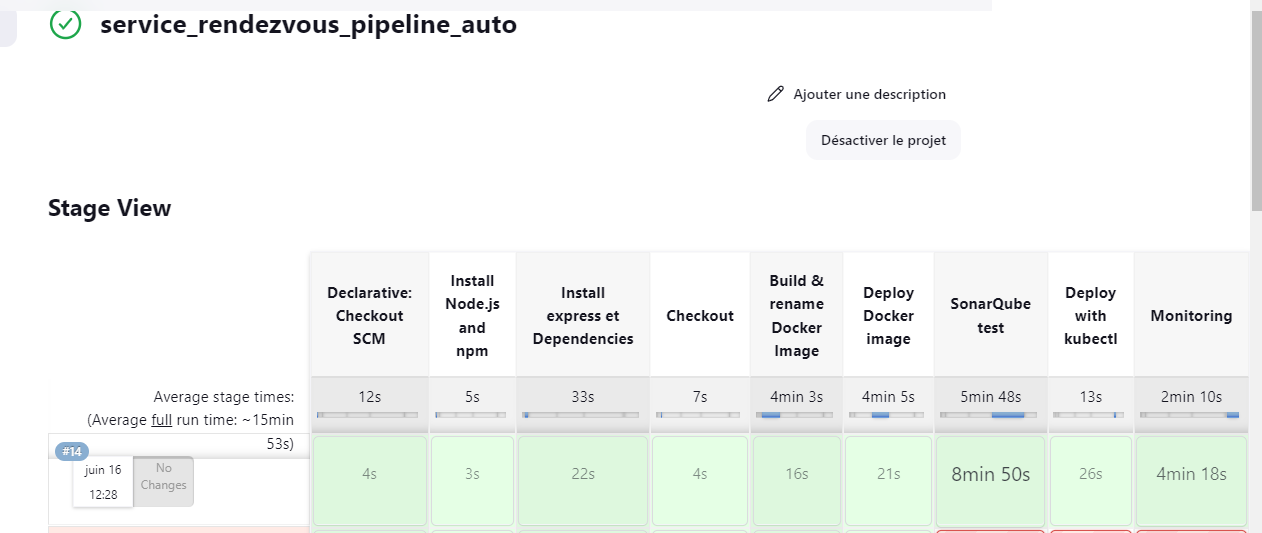 service_rendezvous_pipeline_auto
Ajouter une description
Désactiver le projet
Stage View
Declarative:
Checkout
SCM
Install
Node.js
and
npm
Install
express et
Dependencies
Checkout
Build &
rename
Docker
Image
Deploy
Docker
image
SonarQube
test
Deploy
with
kubectl
Monitoring
Average stage times:
(Average full run time: ~15min
53s)
12s
5s
33s
7s
4min 3s
4min 5s
5min 48s
13s
2min 10s
#14
juin 16
12:28
No
Changes
4s
3s
22s
4s
16s
21s
8min 50s
26s
4min 18s